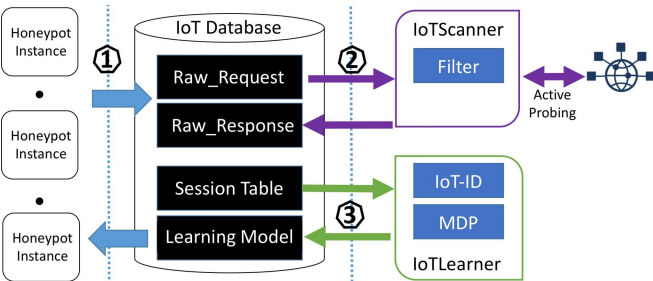 Honeypot
Instance
Honeypot
Instance
Honeypot
Instance
1
IoT Database
Raw_Request
Raw_Response
Session Table
Learning Model
2
3
IoTScanner
Filter
Active
Probing
IoT-ID
MDP
IoTLearner